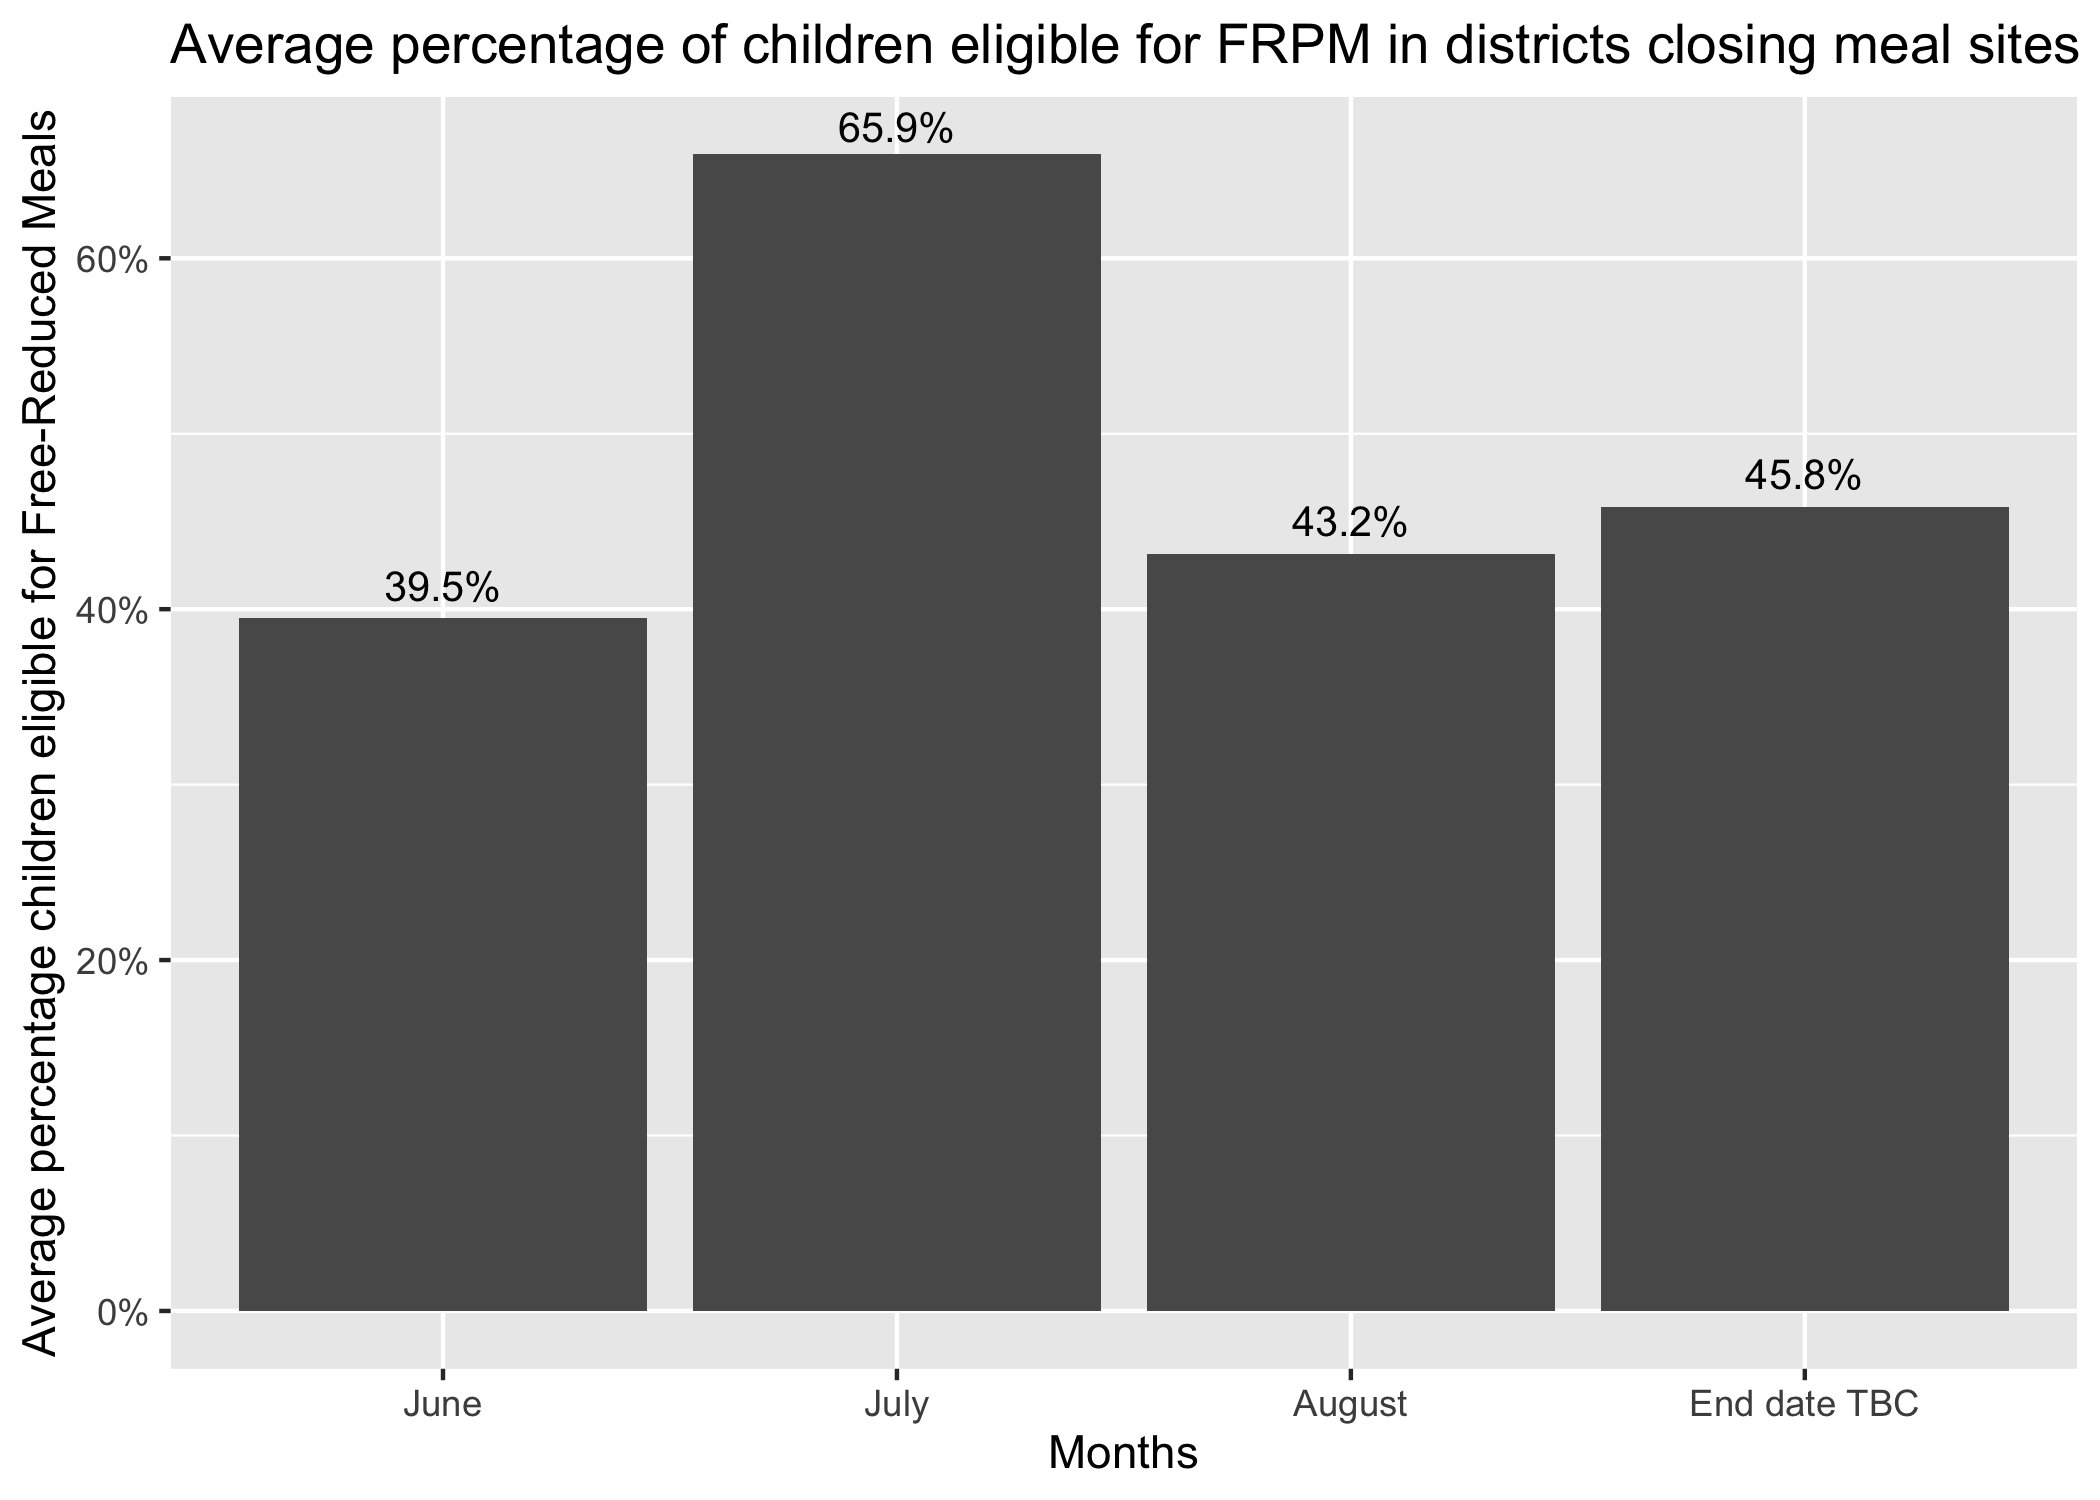 Average percentage of children eligible for FRPM in districts closing meal sites
Average percentage children eligible for Free-Reduced Meals
60%
40%
20%
0%
39.5%
65.9%
43.2%
45.8%
June
July
August
End date TBC
Months